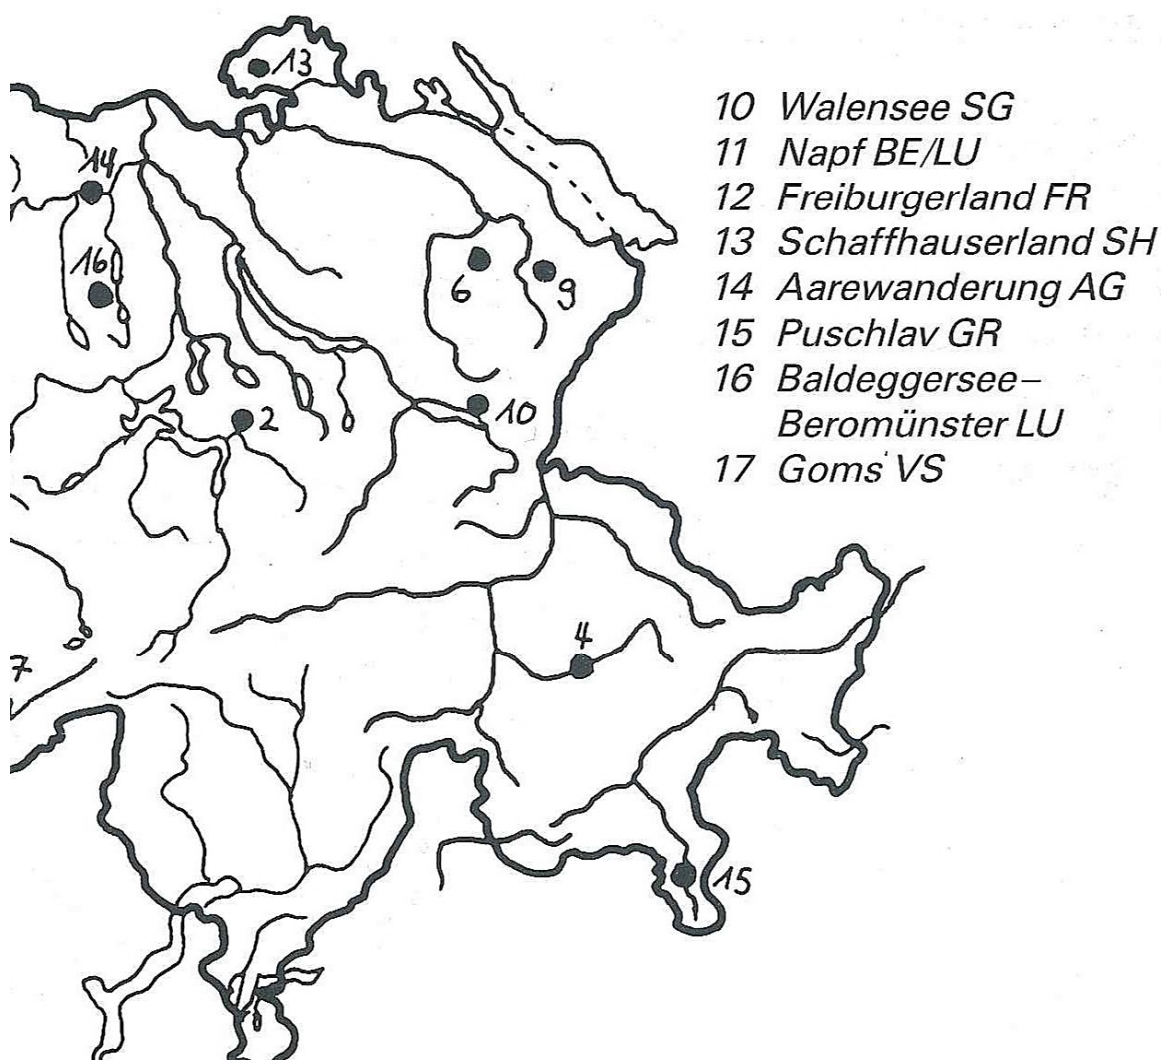 13
14
16
6
9
10
2
7
4
15
10 Walensee SG
11 Napf BE/LU
12 Freiburgerland FR
13 Schaffhauserland SH
14 Aarewanderung AG
15 Puschlav GR
16 Baldeggersee–
Beromünster LU
17 Goms VS